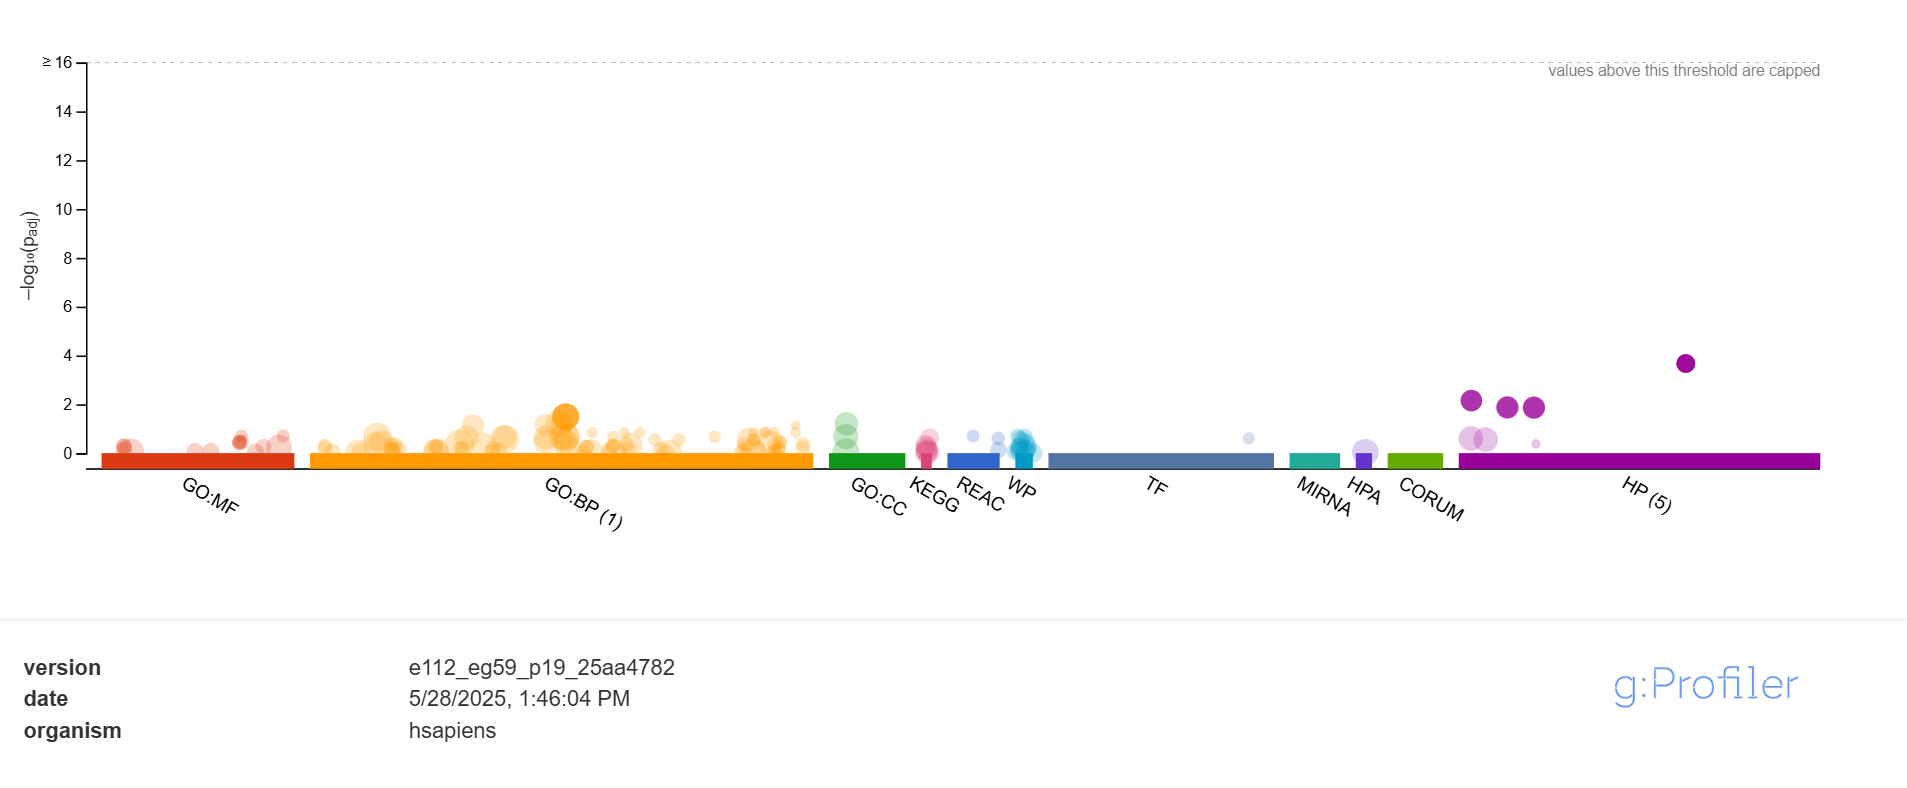 ≥ 16
values above this threshold are capped
14
12
10
8
6
4
2
0
–log₁₀(p_adj)
GO:MF
GO:BP (1)
GO:CC
KEGG
REAC
WP
TF
MIRNA
HPA
CORUM
HP (5)
version e112_eg59_p19_25aa4782
date 5/28/2025, 1:46:04 PM
organism hsapiens
g:Profiler